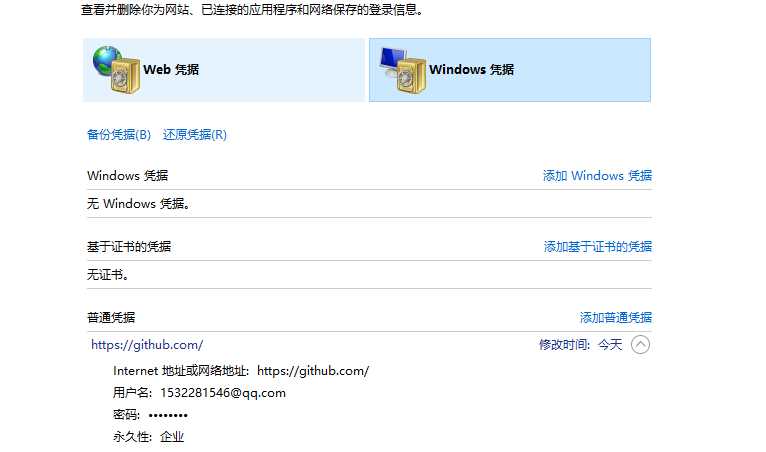 查看并删除你为网站、已连接的应用程序和网络保存的登录信息。
Web 凭据 Windows 凭据
备份凭据(B) 还原凭据(R)
Windows 凭据 添加 Windows 凭据
无 Windows 凭据。
基于证书的凭据 添加基于证书的凭据
无证书。
普通凭据 添加普通凭据
https://github.com/ 修改时间: 今天
Internet 地址或网络地址: https://github.com/
用户名: 1532281546@qq.com
密码: ••••••••
永久性: 企业